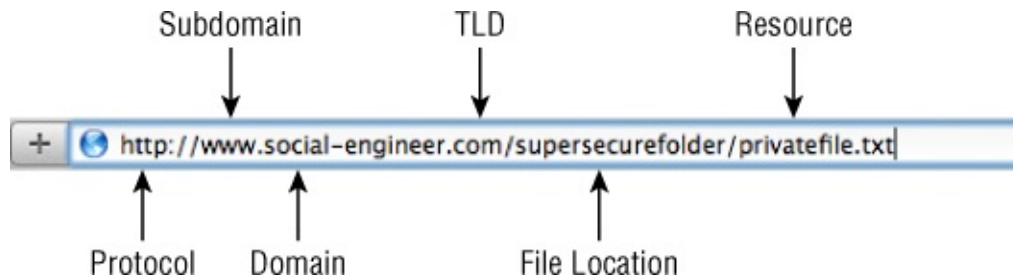 Subdomain TLD Resource
+ http://www.social-engineer.com/supersecurefolder/privatefile.txt
Protocol Domain File Location